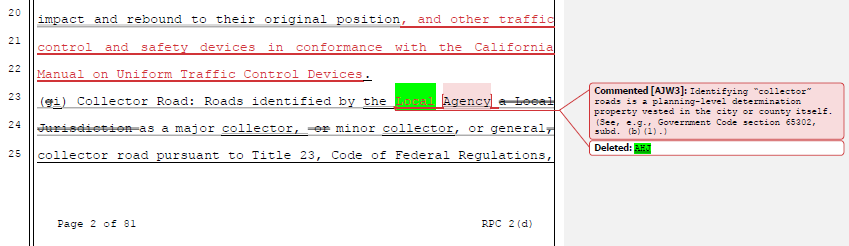 20 impact and rebound to their original position, and other traffic
21 control and safety devices in conformance with the California
22 Manual on Uniform Traffic Control Devices.
23 (gi) Collector Road: Roads identified by the Local Agency a Local
24 Jurisdiction as a major collector, or minor collector, or general,
25 collector road pursuant to Title 23, Code of Federal Regulations,
Page 2 of 81 RPC 2(d)
Commented [AJW3]: Identifying "collector"
roads is a planning-level determination
property vested in the city or county itself.
(See, e.g., Government Code section 65302,
subd. (b)(1).)
Deleted: AHJ